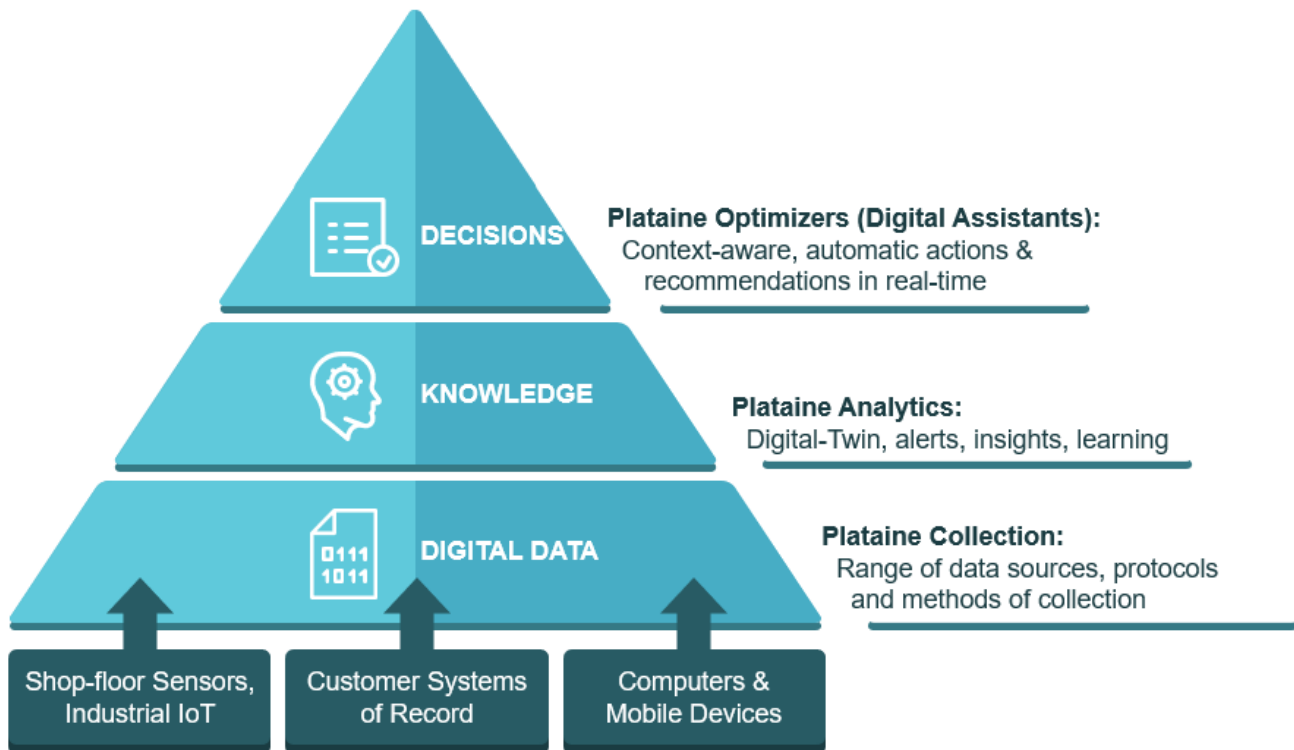 DECISIONS
Plataine Optimizers (Digital Assistants):
Context-aware, automatic actions &
recommendations in real-time
KNOWLEDGE
Plataine Analytics:
Digital-Twin, alerts, insights, learning
0111
1011
DIGITAL DATA
Plataine Collection:
Range of data sources, protocols
and methods of collection
Shop-floor Sensors,
Industrial IoT
Customer Systems
of Record
Computers &
Mobile Devices